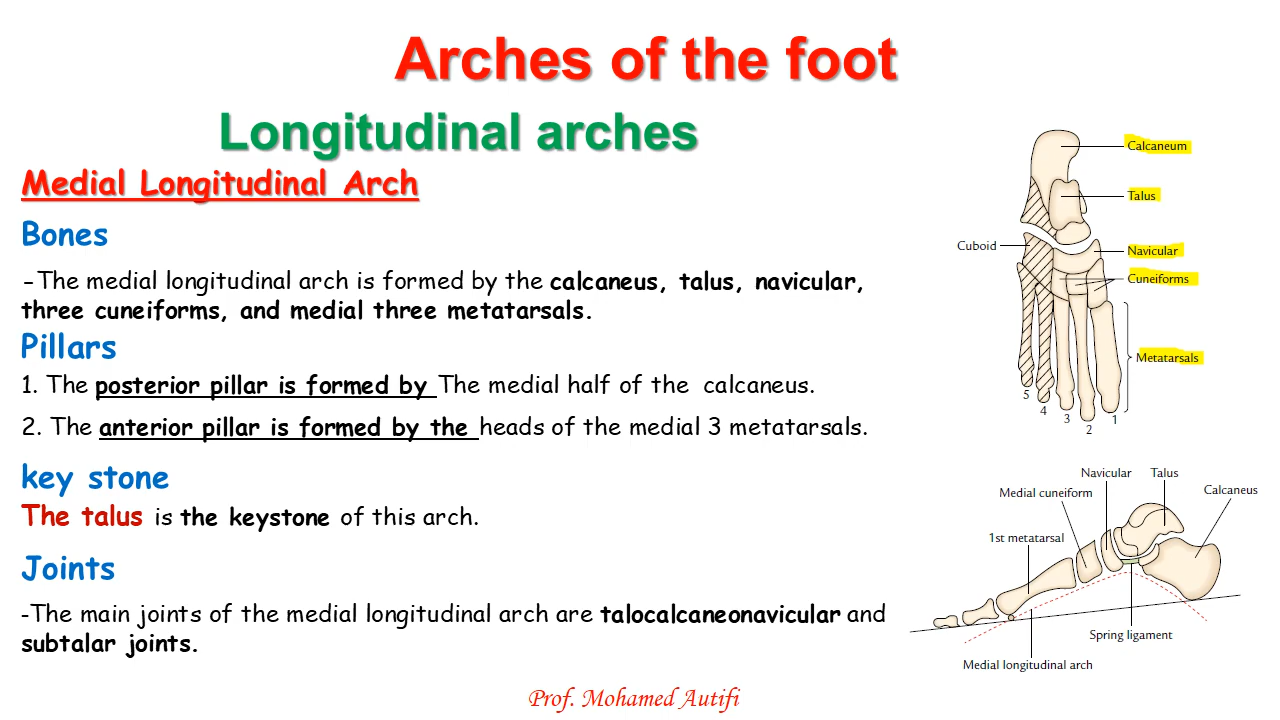 Arches of the foot
Longitudinal arches
Medial Longitudinal Arch
Bones
-The medial longitudinal arch is formed by the calcaneus, talus, navicular,
three cuneiforms, and medial three metatarsals.
Pillars
1. The posterior pillar is formed by The medial half of the calcaneus.
2. The anterior pillar is formed by the heads of the medial 3 metatarsals.
key stone
The talus is the keystone of this arch.
Joints
-The main joints of the medial longitudinal arch are talocalcaneonavicular and
subtalar joints.
Calcaneum
Talus
Cuboid
Navicular
Cuneiforms
Metatarsals
5
4
3
2
1
Navicular
Talus
Medial cuneiform
Calcaneus
1st metatarsal
Spring ligament
Medial longitudinal arch
Prof. Mohamed Autifi